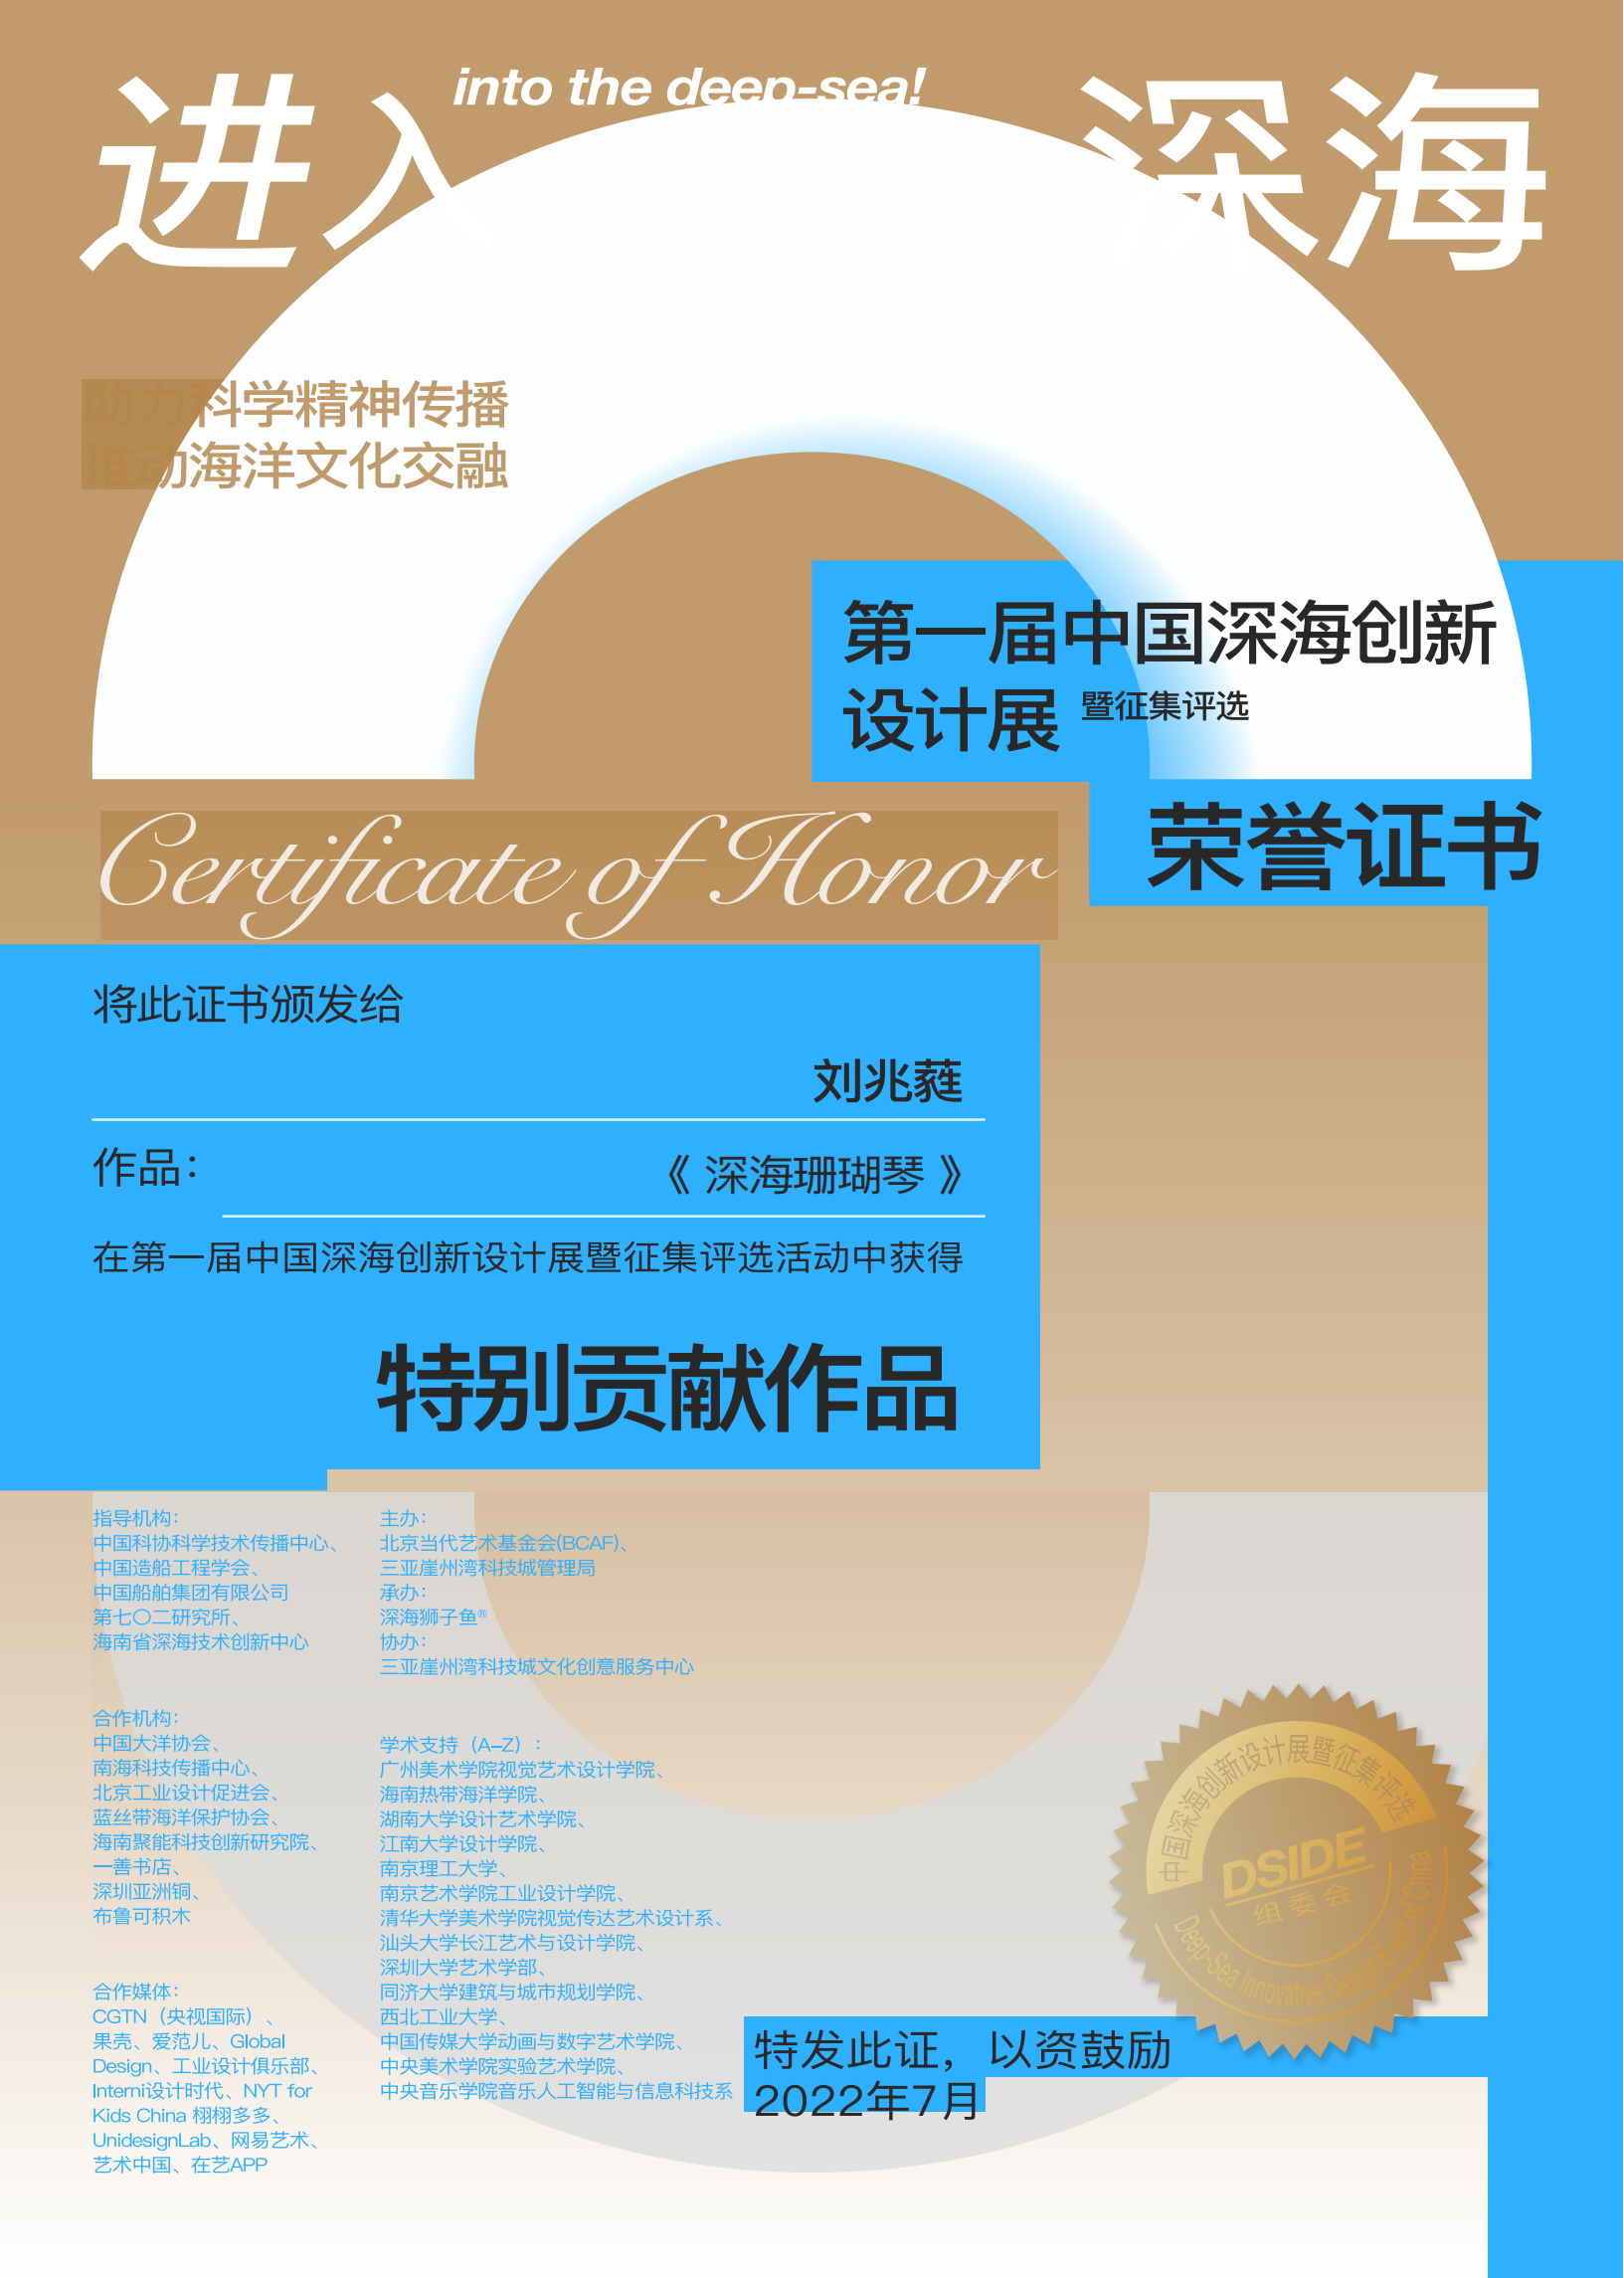 into the deep-sea!
进入 深海
助力科学精神传播
推动海洋文化交融
第一届中国深海创新
设计展 暨征集评选
荣誉证书
Certificate of Honor
将此证书颁发给
刘兆蕤
作品：
《 深海珊瑚琴 》
在第一届中国深海创新设计展暨征集评选活动中获得
特别贡献作品
指导机构：
中国科协科学技术传播中心、
中国造船工程学会、
中国船舶集团有限公司
第七〇二研究所、
海南省深海技术创新中心
主办：
北京当代艺术基金会(BCAF)、
三亚崖州湾科技城管理局
承办：
深海狮子鱼®
协办：
三亚崖州湾科技城文化创意服务中心
合作机构：
中国大洋协会、
南海科技传播中心、
北京工业设计促进会、
蓝丝带海洋保护协会、
海南聚能科技创新研究院、
一善书店、
深圳亚洲铜、
布鲁可积木
学术支持（A–Z）：
广州美术学院视觉艺术设计学院、
海南热带海洋学院、
湖南大学设计艺术学院、
江南大学设计学院、
南京理工大学、
南京艺术学院工业设计学院、
清华大学美术学院视觉传达艺术设计系、
汕头大学长江艺术与设计学院、
深圳大学艺术学部、
同济大学建筑与城市规划学院、
西北工业大学、
中国传媒大学动画与数字艺术学院、
中央美术学院实验艺术学院、
中央音乐学院音乐人工智能与信息科技系
合作媒体：
CGTN（央视国际）、
果壳、爱范儿、Global
Design、工业设计俱乐部、
Interni设计时代、NYT for
Kids China 栩栩多多、
UnidesignLab、网易艺术、
艺术中国、在艺APP
中国深海创新设计展暨征集评选
DSIDE
组委会
Deep-Sea Innovative Design Event of China
特发此证，以资鼓励
2022年7月